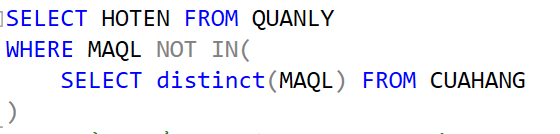 SELECT HOTEN FROM QUANLY
WHERE MAQL NOT IN(
    SELECT distinct(MAQL) FROM CUAHANG
)